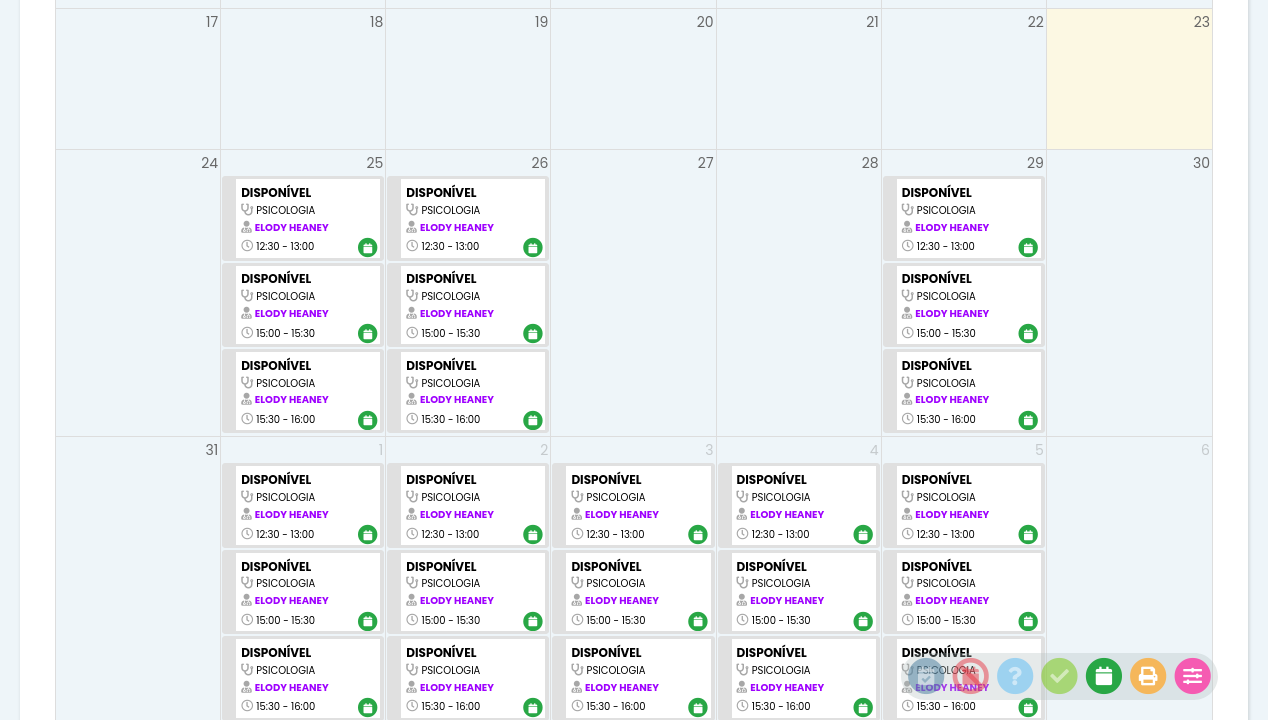 17 18 19 20 21 22 23
24 25 26 27 28 29 30
DISPONÍVEL DISPONÍVEL DISPONÍVEL
PSICOLOGIA PSICOLOGIA PSICOLOGIA
ELODY HEANEY ELODY HEANEY ELODY HEANEY
12:30 - 13:00 12:30 - 13:00 12:30 - 13:00
DISPONÍVEL DISPONÍVEL DISPONÍVEL
PSICOLOGIA PSICOLOGIA PSICOLOGIA
ELODY HEANEY ELODY HEANEY ELODY HEANEY
15:00 - 15:30 15:00 - 15:30 15:00 - 15:30
DISPONÍVEL DISPONÍVEL DISPONÍVEL
PSICOLOGIA PSICOLOGIA PSICOLOGIA
ELODY HEANEY ELODY HEANEY ELODY HEANEY
15:30 - 16:00 15:30 - 16:00 15:30 - 16:00
31 1 2 3 4 5 6
DISPONÍVEL DISPONÍVEL DISPONÍVEL DISPONÍVEL DISPONÍVEL
PSICOLOGIA PSICOLOGIA PSICOLOGIA PSICOLOGIA PSICOLOGIA
ELODY HEANEY ELODY HEANEY ELODY HEANEY ELODY HEANEY ELODY HEANEY
12:30 - 13:00 12:30 - 13:00 12:30 - 13:00 12:30 - 13:00 12:30 - 13:00
DISPONÍVEL DISPONÍVEL DISPONÍVEL DISPONÍVEL DISPONÍVEL
PSICOLOGIA PSICOLOGIA PSICOLOGIA PSICOLOGIA PSICOLOGIA
ELODY HEANEY ELODY HEANEY ELODY HEANEY ELODY HEANEY ELODY HEANEY
15:00 - 15:30 15:00 - 15:30 15:00 - 15:30 15:00 - 15:30 15:00 - 15:30
DISPONÍVEL DISPONÍVEL DISPONÍVEL DISPONÍVEL DISPONÍVEL
PSICOLOGIA PSICOLOGIA PSICOLOGIA PSICOLOGIA PSICOLOGIA
ELODY HEANEY ELODY HEANEY ELODY HEANEY ELODY HEANEY ELODY HEANEY
15:30 - 16:00 15:30 - 16:00 15:30 - 16:00 15:30 - 16:00 15:30 - 16:00